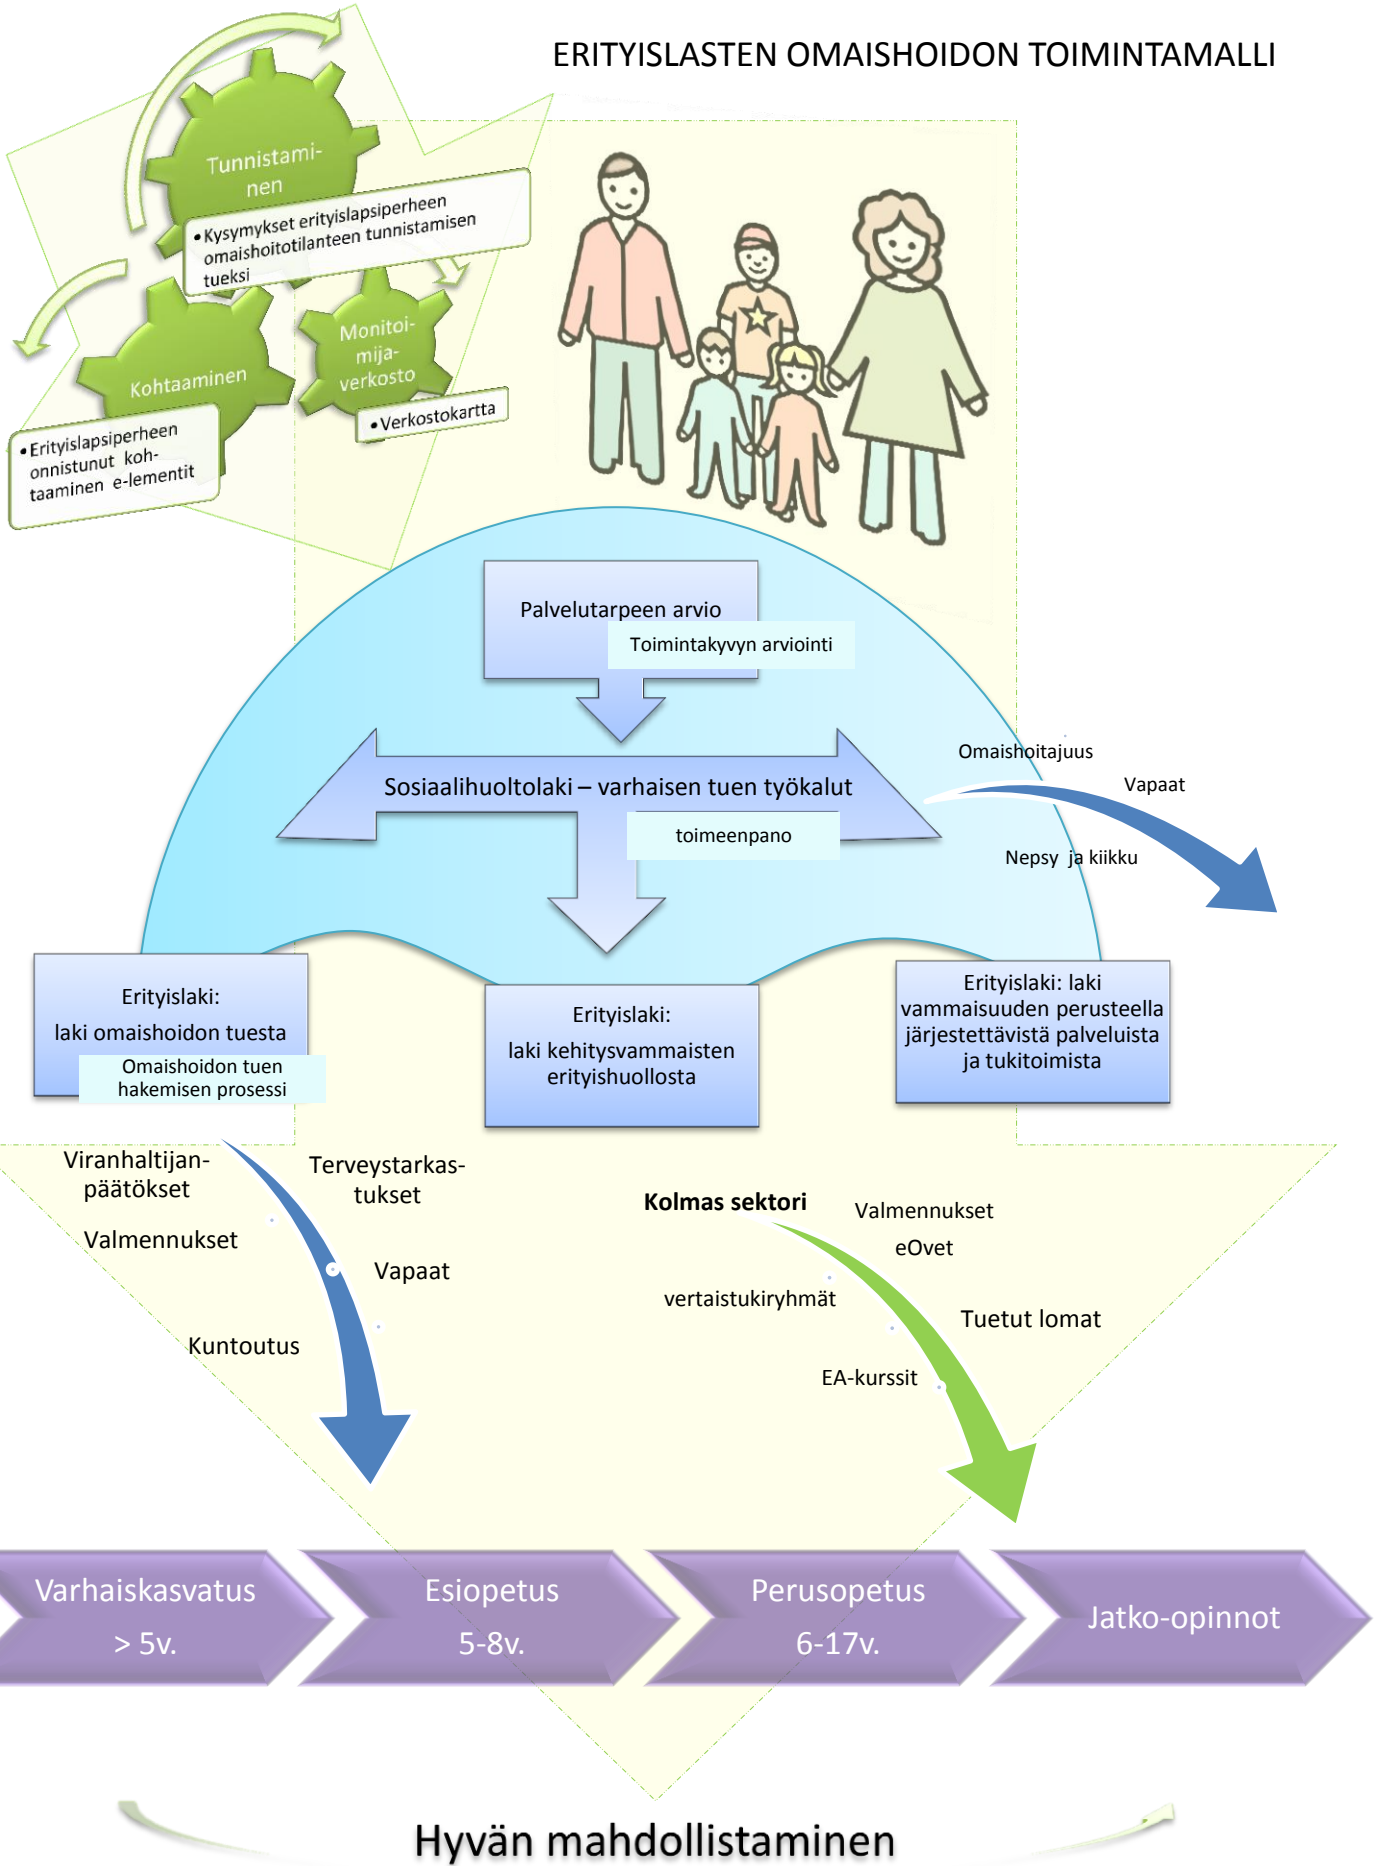 ERITYISLASTEN OMAISHOIDON TOIMINTAMALLI
Tunnistami-
nen
• Kysymykset erityislapsiperheen
omaishoitotilanteen tunnistamisen
tueksi
Monitoi-
mija-
verkosto
• Verkostokartta
Kohtaaminen
• Erityislapsiperheen
onnistunut koh-
taaminen e-lementit
Palvelutarpeen arvio
Toimintakyvyn arviointi
Sosiaalihuoltolaki – varhaisen tuen työkalut
toimeenpano
Omaishoitajuus
Vapaat
Nepsy ja kiikku
Erityislaki:
laki omaishoidon tuesta
Omaishoidon tuen
hakemisen prosessi
Erityislaki:
laki kehitysvammaisten
erityishuollosta
Erityislaki: laki
vammaisuuden perusteella
järjestettävistä palveluista
ja tukitoimista
Viranhaltijan-
päätökset
Terveystarkas-
tukset
Valmennukset
Vapaat
Kuntoutus
Kolmas sektori
Valmennukset
eOvet
vertaistukiryhmät
Tuetut lomat
EA-kurssit
Varhaiskasvatus
> 5v.
Esiopetus
5-8v.
Perusopetus
6-17v.
Jatko-opinnot
Hyvän mahdollistaminen